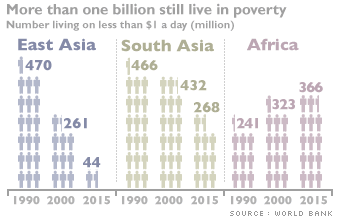 More than one billion still live in poverty
Number living on less than $1 a day (million)
East Asia
South Asia
Africa
470
261
44
466
432
268
241
323
366
1990 2000 2015
1990 2000 2015
1990 2000 2015
SOURCE : WORLD BANK